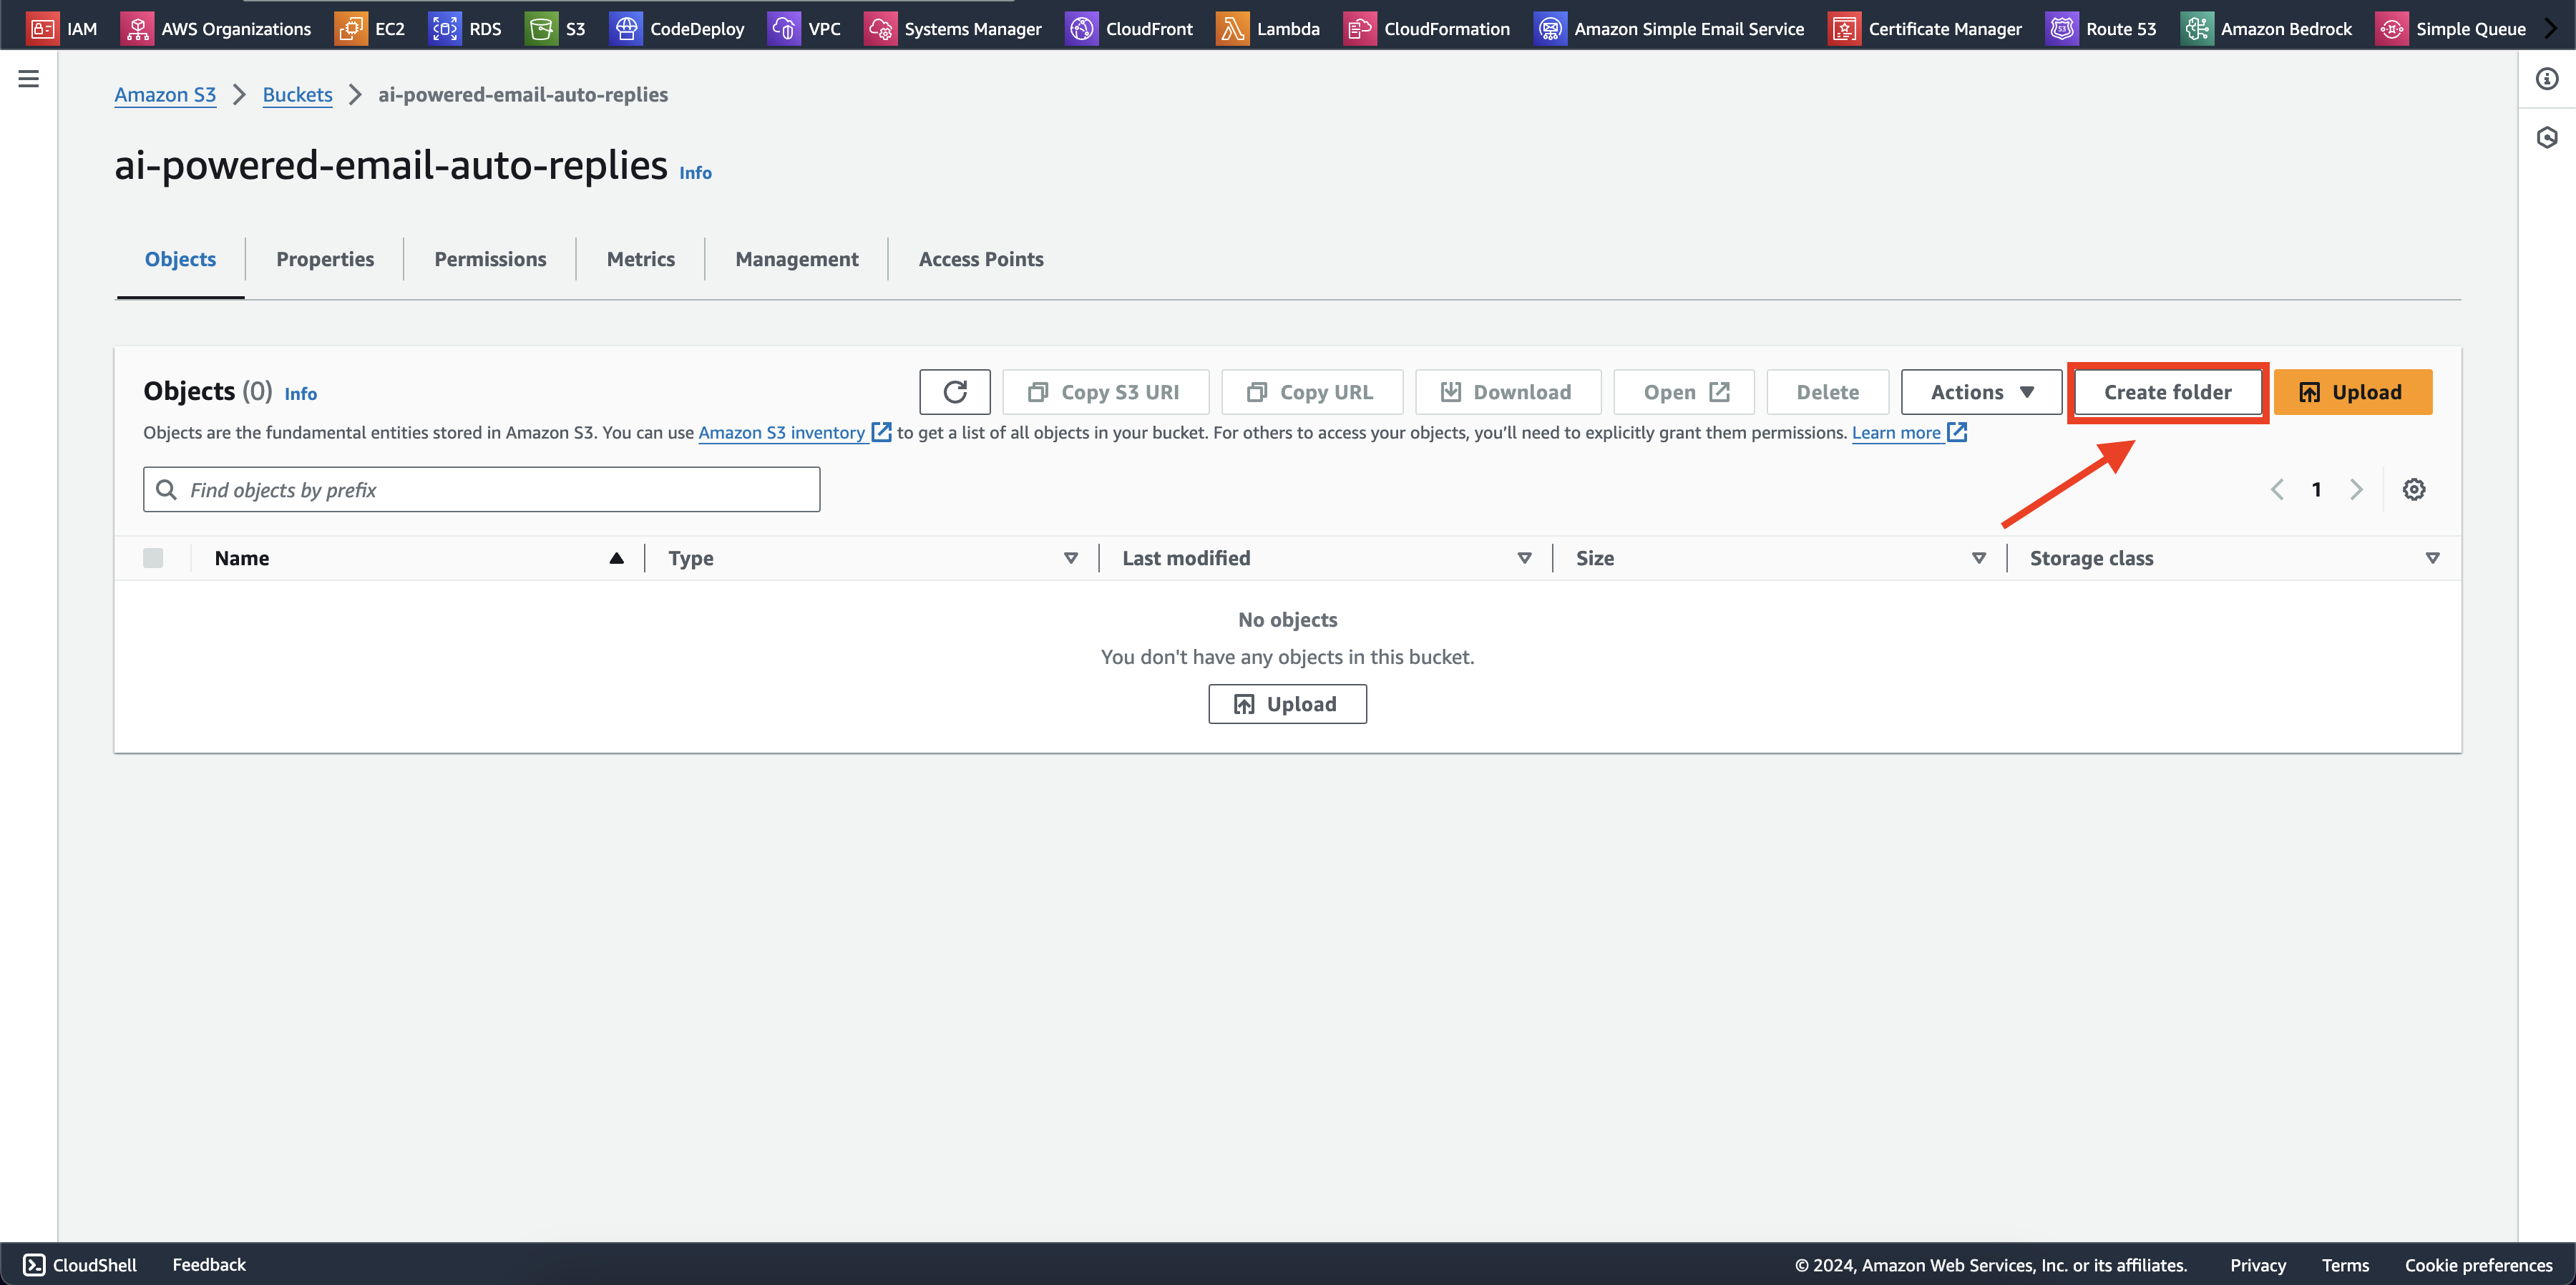 IAM AWS Organizations EC2 RDS S3 CodeDeploy VPC Systems Manager CloudFront Lambda CloudFormation Amazon Simple Email Service Certificate Manager Route 53 Amazon Bedrock Simple Queue
Amazon S3 > Buckets > ai-powered-email-auto-replies
ai-powered-email-auto-replies Info
Objects Properties Permissions Metrics Management Access Points
Objects (0) Info Copy S3 URI Copy URL Download Open Delete Actions Create folder Upload
Objects are the fundamental entities stored in Amazon S3. You can use Amazon S3 inventory to get a list of all objects in your bucket. For others to access your objects, you’ll need to explicitly grant them permissions. Learn more
Find objects by prefix 1
Name Type Last modified Size Storage class
No objects
You don't have any objects in this bucket.
Upload
CloudShell Feedback © 2024, Amazon Web Services, Inc. or its affiliates. Privacy Terms Cookie preferences